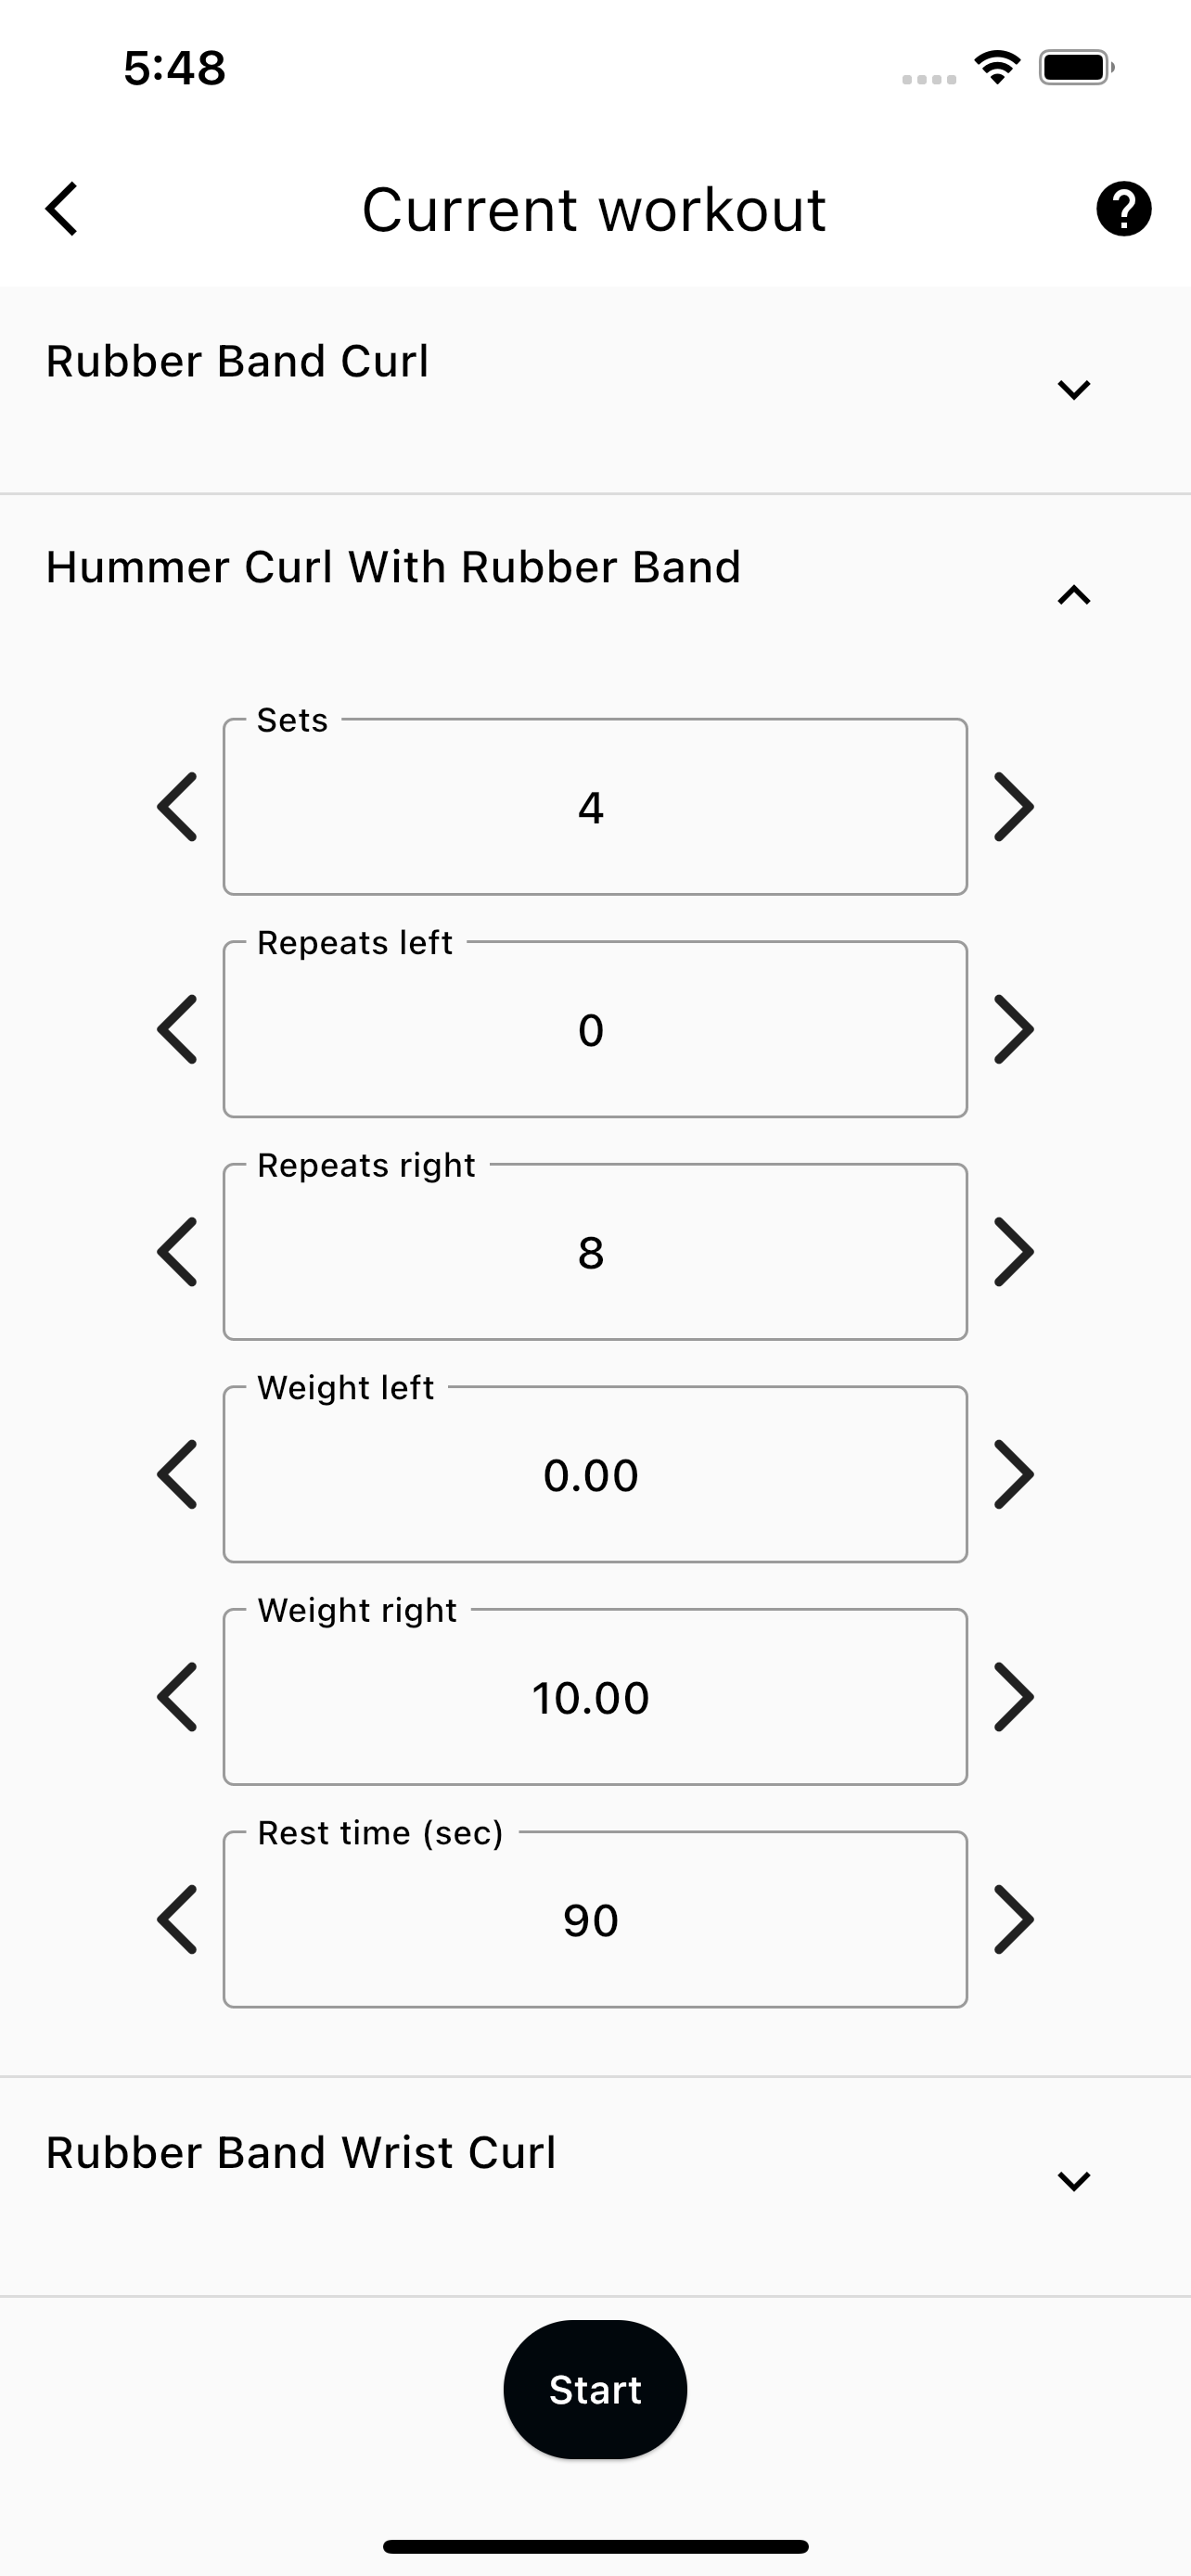 5:48
Current workout
Rubber Band Curl
Hummer Curl With Rubber Band
Sets
4
Repeats left
0
Repeats right
8
Weight left
0.00
Weight right
10.00
Rest time (sec)
90
Rubber Band Wrist Curl
Start